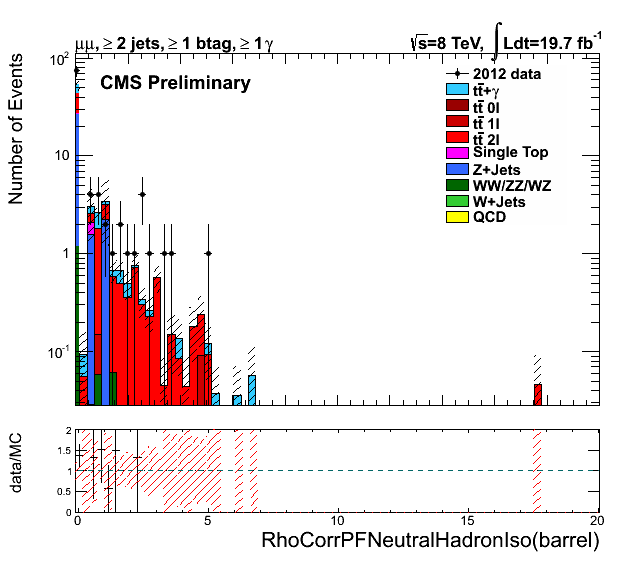 μμ, ≥ 2 jets, ≥ 1 btag, ≥ 1 γ
√s=8 TeV, ∫Ldt=19.7 fb⁻¹
CMS Preliminary
2012 data
tt̄+γ
tt̄ 0l
tt̄ 1l
tt̄ 2l
Single Top
Z+Jets
WW/ZZ/WZ
W+Jets
QCD
Number of Events
10²
10
1
10⁻¹
data/MC
2
1.5
1
0.5
0
0 5 10 15 20
RhoCorrPFNeutralHadronIso(barrel)